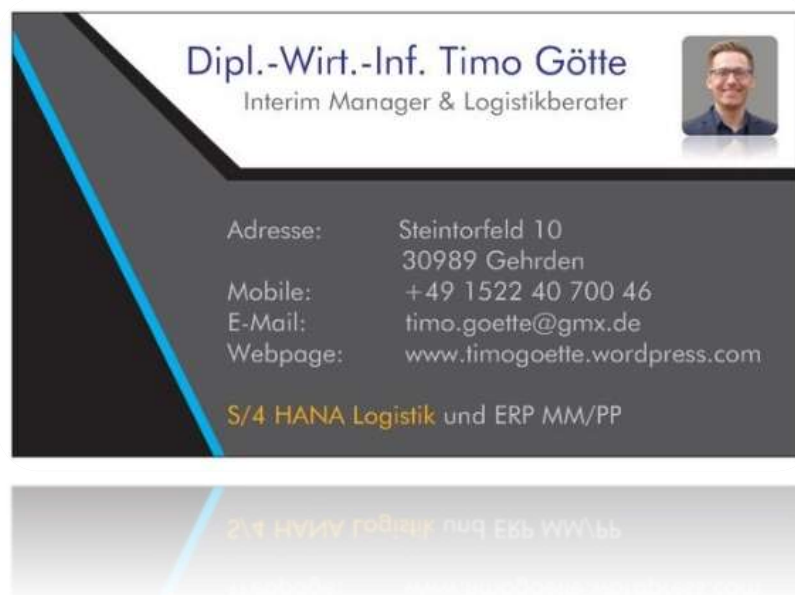 Dipl.-Wirt.-Inf. Timo Götte
Interim Manager & Logistikberater
Adresse: Steintorfeld 10
30989 Gehrden
Mobile: +49 1522 40 700 46
E-Mail: timo.goette@gmx.de
Webpage: www.timogoette.wordpress.com
S/4 HANA Logistik und ERP MM/PP